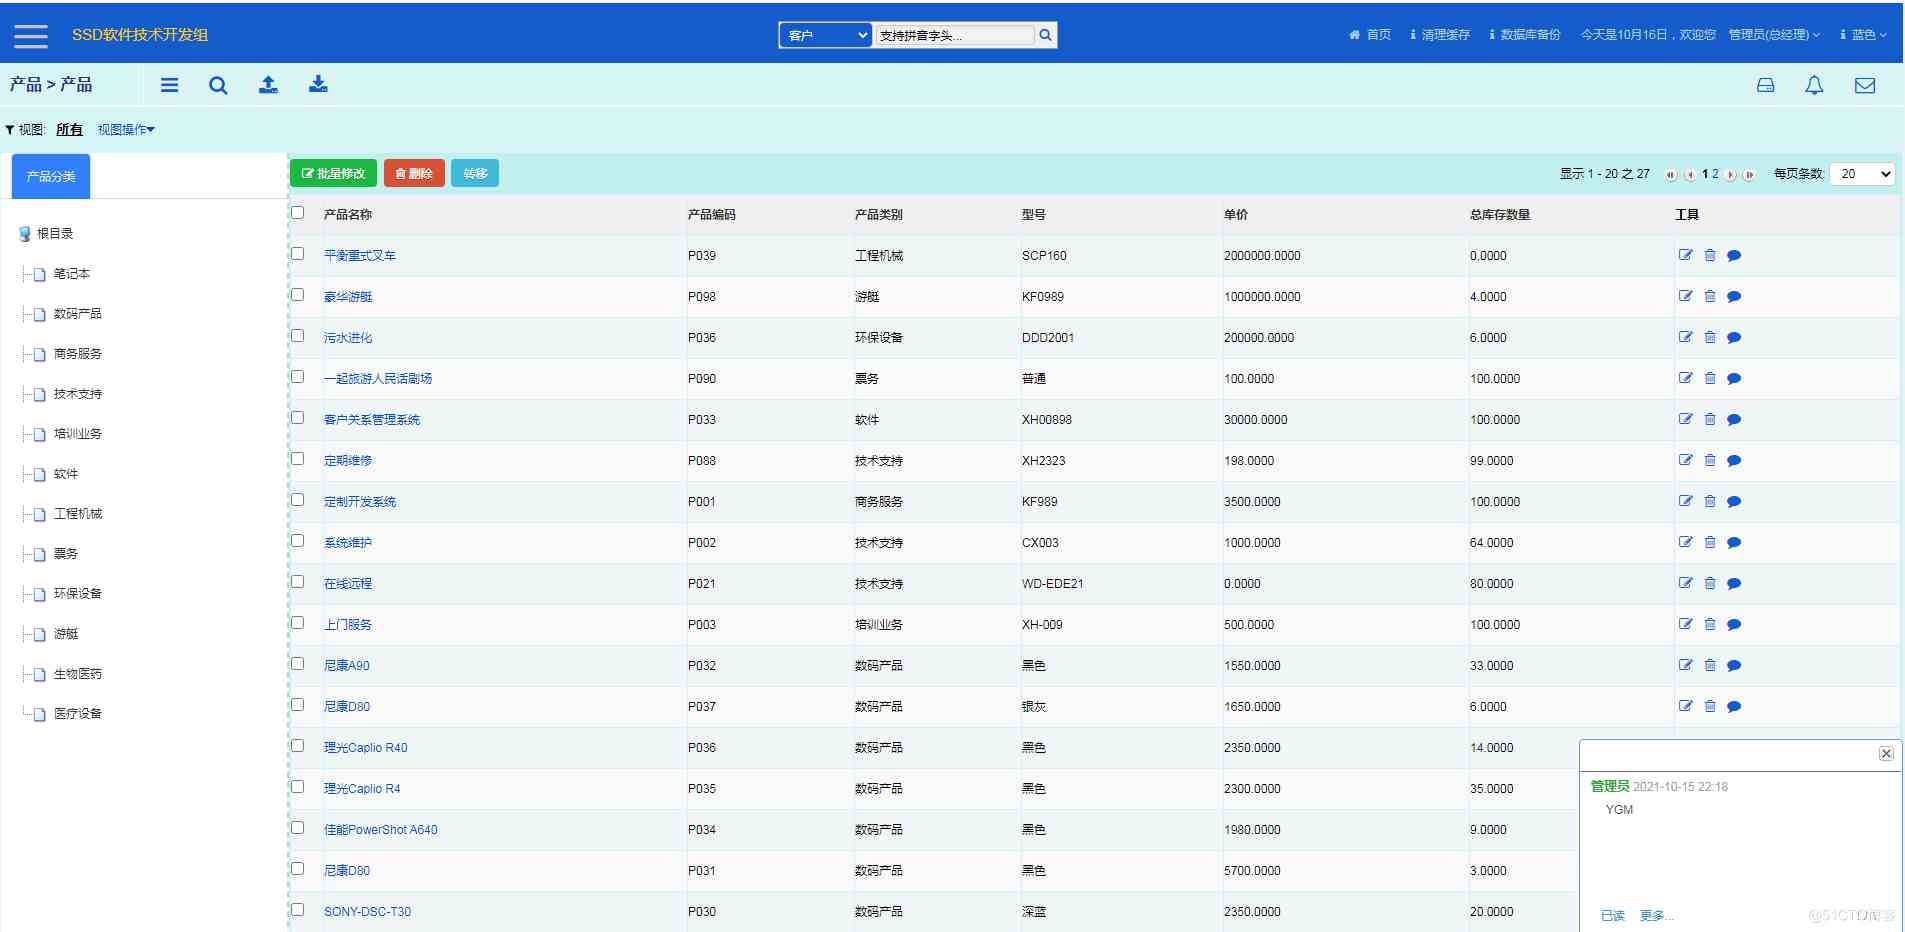 SSD软件技术开发组
客户 支持拼音字头...
首页 清理缓存 数据库备份 今天是10月16日，欢迎您 管理员(总经理) 蓝色
产品 > 产品
视图: 所有 视图操作
产品分类
根目录
笔记本
数码产品
商务服务
技术支持
培训业务
软件
工程机械
票务
环保设备
游艇
生物医药
医疗设备
批量修改 删除 转移
显示 1 - 20 之 27 1 2 每页条数: 20
产品名称 产品编码 产品类别 型号 单价 总库存数量 工具
平衡重式叉车 P039 工程机械 SCP160 2000000.0000 0.0000
豪华游艇 P098 游艇 KF0989 1000000.0000 4.0000
污水进化 P036 环保设备 DDD2001 200000.0000 6.0000
一起旅游人民话剧场 P090 票务 普通 100.0000 100.0000
客户关系管理系统 P033 软件 XH00898 30000.0000 100.0000
定期维修 P088 技术支持 XH2323 198.0000 99.0000
定制开发系统 P001 商务服务 KF989 3500.0000 100.0000
系统维护 P002 技术支持 CX003 1000.0000 64.0000
在线远程 P021 技术支持 WD-EDE21 0.0000 80.0000
上门服务 P003 培训业务 XH-009 500.0000 100.0000
尼康A90 P032 数码产品 黑色 1550.0000 33.0000
尼康D80 P037 数码产品 银灰 1650.0000 6.0000
理光Caplio R40 P036 数码产品 黑色 2350.0000 14.0000
理光Caplio R4 P035 数码产品 黑色 2300.0000 35.0000
佳能PowerShot A640 P034 数码产品 黑色 1980.0000 9.0000
尼康D80 P031 数码产品 黑色 5700.0000 3.0000
SONY-DSC-T30 P030 数码产品 深蓝 2350.0000 20.0000
管理员 2021-10-15 22:18
YGM
已读 更多...
@51CTO博客